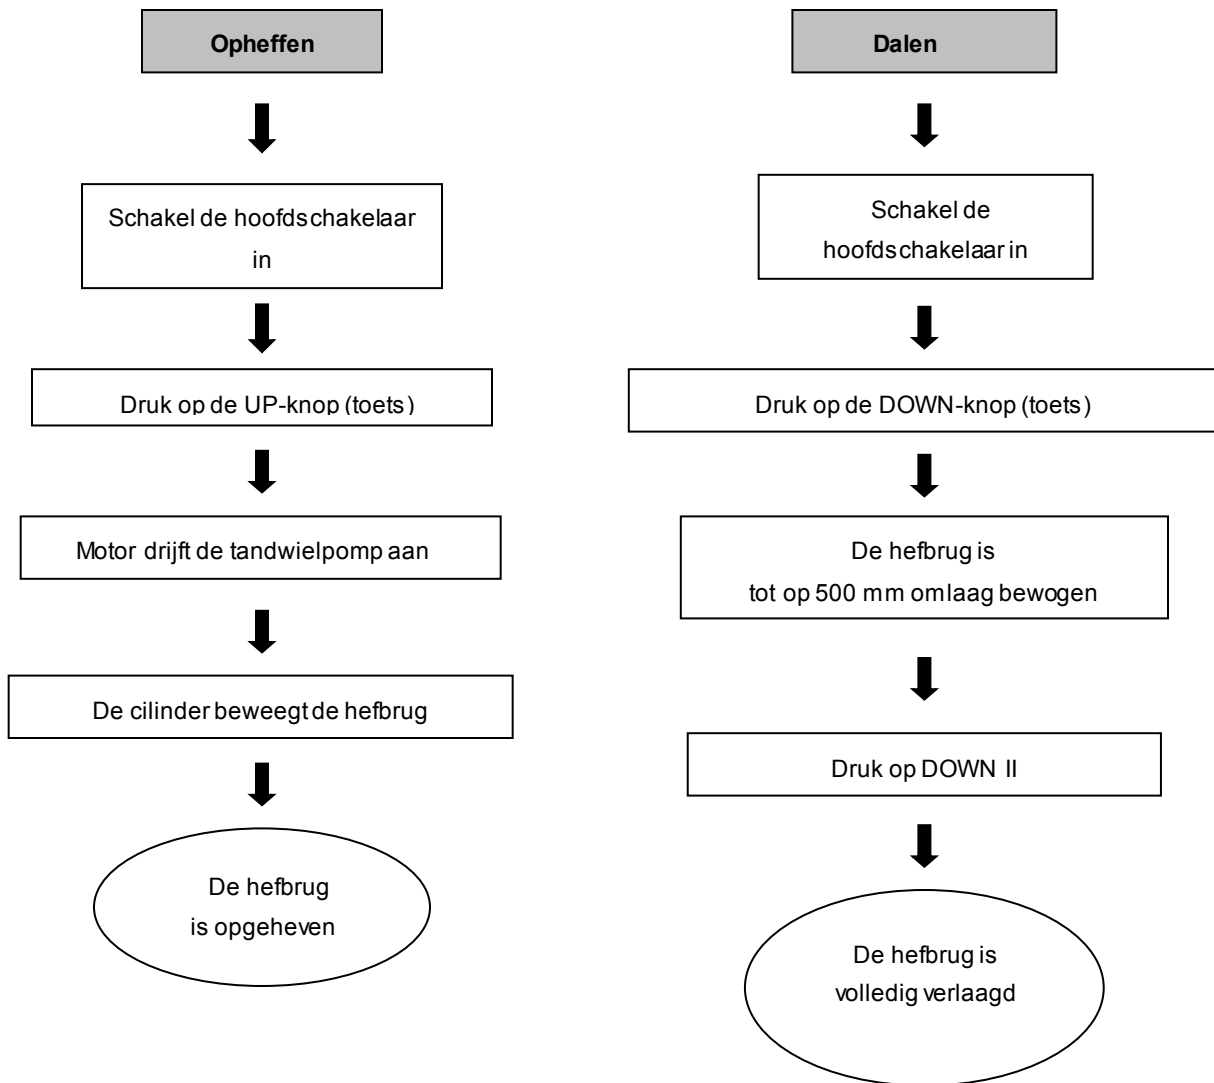 Opheffen
Schakel de hoofdschakelaar
in
Druk op de UP-knop (toets)
Motor drijft de tandwielpomp aan
De cilinder beweegt de hefbrug
De hefbrug
is opgeheven
Dalen
Schakel de
hoofdschakelaar in
Druk op de DOWN-knop (toets)
De hefbrug is
tot op 500 mm omlaag bewogen
Druk op DOWN II
De hefbrug is
volledig verlaagd